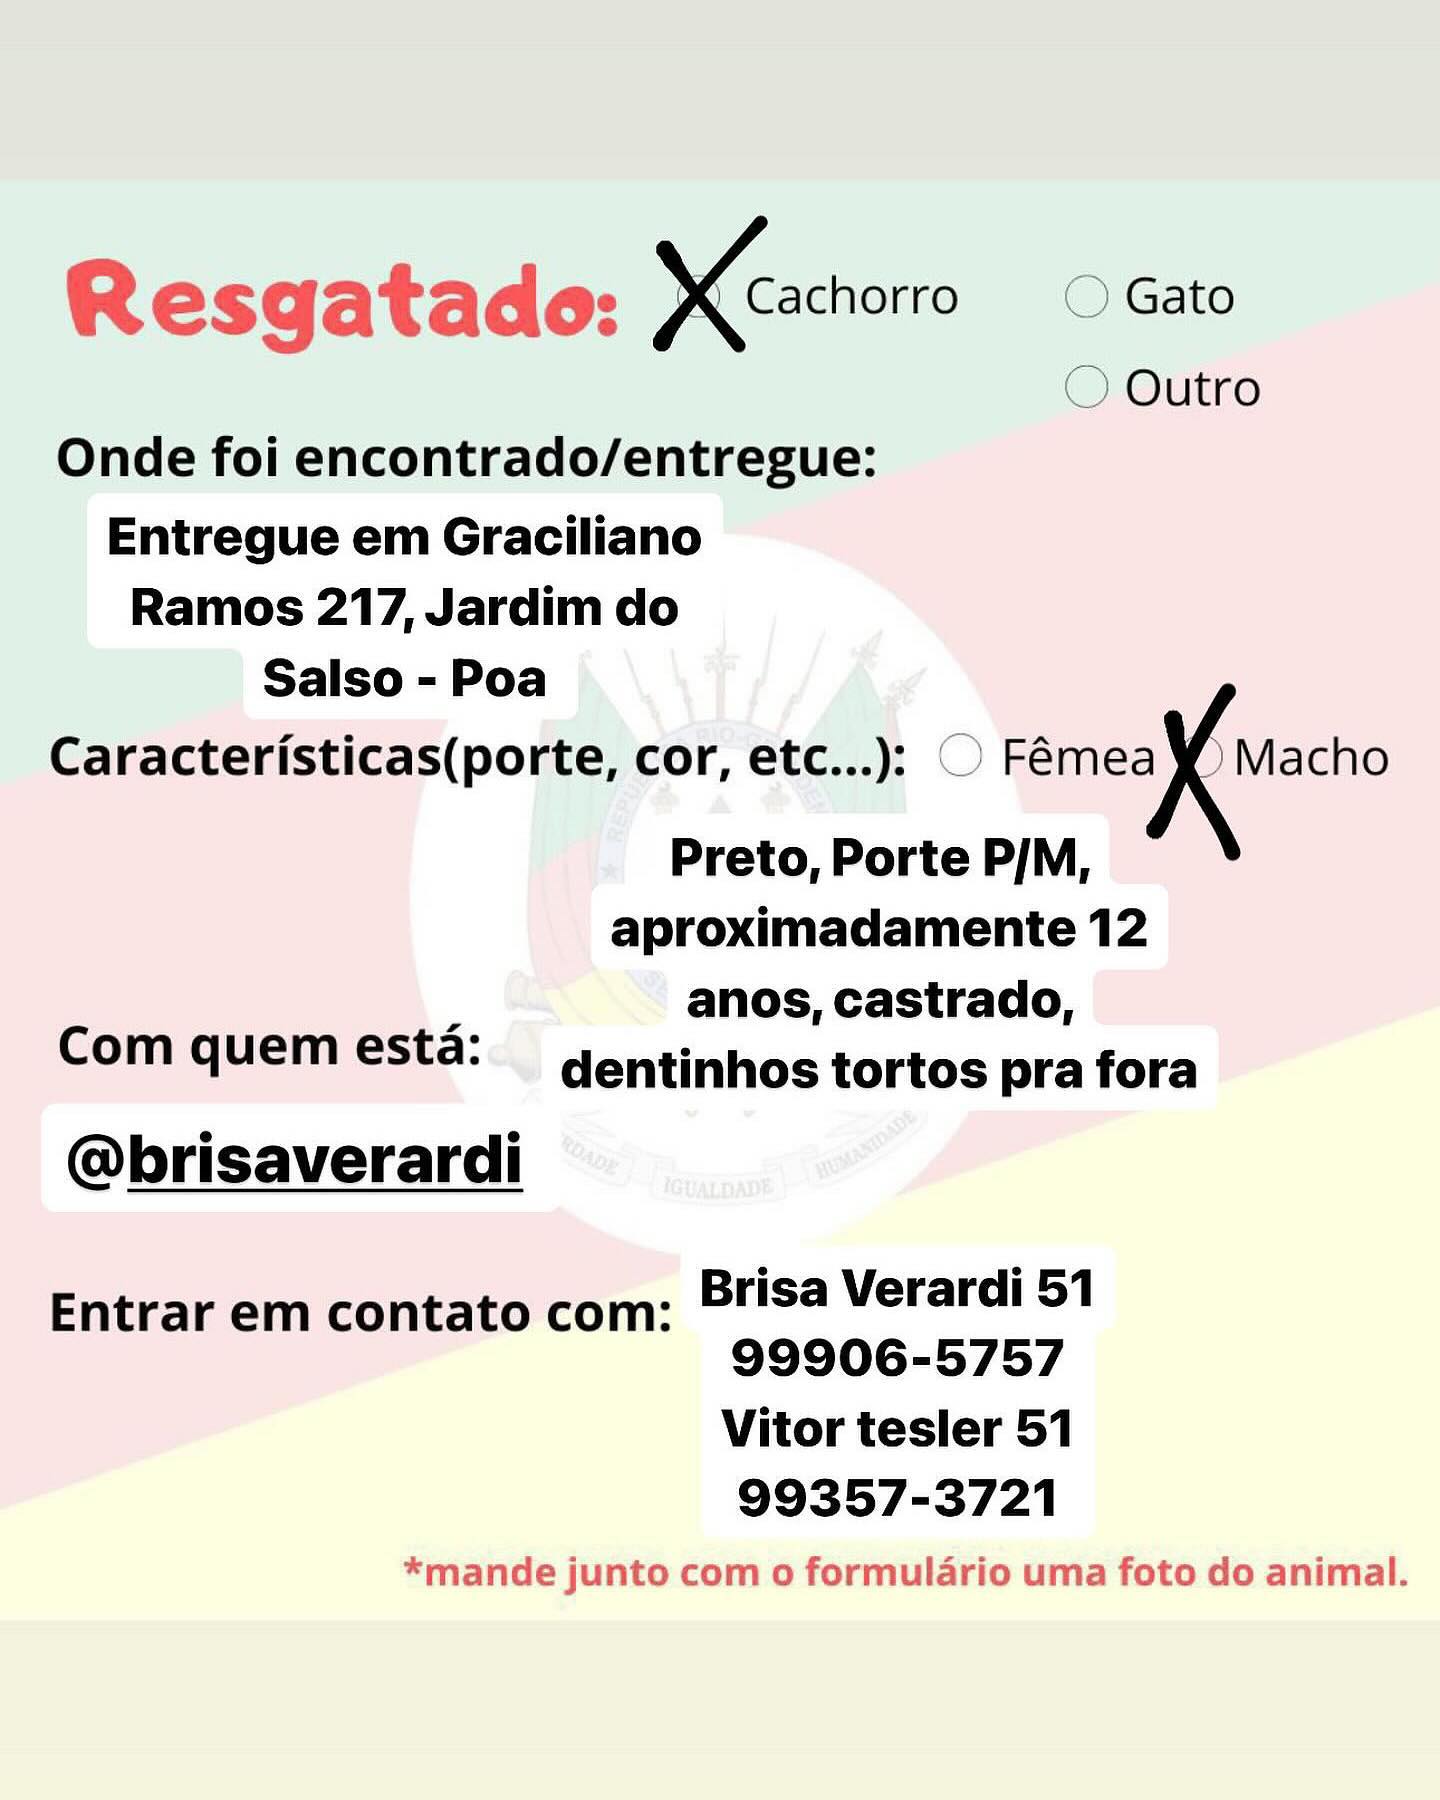 Resgatado: Cachorro Gato
Outro
Onde foi encontrado/entregue:
Entregue em Graciliano
Ramos 217, Jardim do
Salso - Poa
Características(porte, cor, etc...): Fêmea Macho
Preto, Porte P/M,
aproximadamente 12
anos, castrado,
dentinhos tortos pra fora
Com quem está:
@brisaverardi
IGUALDADE
HUMANIDADE
Entrar em contato com:
Brisa Verardi 51
99906-5757
Vitor tesler 51
99357-3721
*mande junto com o formulário uma foto do animal.